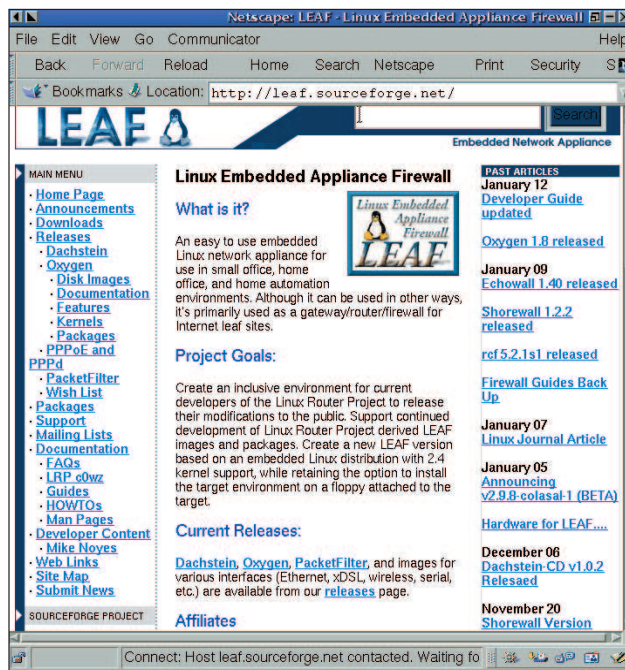 Netscape: LEAF - Linux Embedded Appliance Firewall
File Edit View Go Communicator Help
Back Forward Reload Home Search Netscape Print Security S
Bookmarks Location: http://leaf.sourceforge.net/
LEAF
Search
Embedded Network Appliance
MAIN MENU
· Home Page
· Announcements
· Downloads
· Releases
· Dachstein
· Oxygen
· Disk Images
· Documentation
· Features
· Kernels
· Packages
· PPPoE and
PPPd
· PacketFilter
· Wish List
· Packages
· Support
· Mailing Lists
· Documentation
· FAQs
· LRP c0wz
· Guides
· HOWTOs
· Man Pages
· Developer Content
· Mike Noyes
· Web Links
· Site Map
· Submit News
SOURCEFORGE PROJECT
Linux Embedded Appliance Firewall
What is it?
Linux Embedded
Appliance
Firewall
LEAF
An easy to use embedded
Linux network appliance for
use in small office, home
office, and home automation
environments. Although it can be used in other ways,
it's primarily used as a gateway/router/firewall for
Internet leaf sites.
Project Goals:
Create an inclusive environment for current
developers of the Linux Router Project to release
their modifications to the public. Support continued
development of Linux Router Project derived LEAF
images and packages. Create a new LEAF version
based on an embedded Linux distribution with 2.4
kernel support, while retaining the option to install
the target environment on a floppy attached to the
target.
Current Releases:
Dachstein, Oxygen, PacketFilter, and images for
various interfaces (Ethernet, xDSL, wireless, serial,
etc.) are available from our releases page.
Affiliates
PAST ARTICLES
January 12
Developer Guide
updated
Oxygen 1.8 released
January 09
Echowall 1.40 released
Shorewall 1.2.2
released
rcf 5.2.1s1 released
Firewall Guides Back
Up
January 07
Linux Journal Article
January 05
Announcing
v2.9.8-colasal-1 (BETA)
Hardware for LEAF....
December 06
Dachstein-CD v1.0.2
Relesaed
November 20
Shorewall Version
Connect: Host leaf.sourceforge.net contacted. Waiting fo